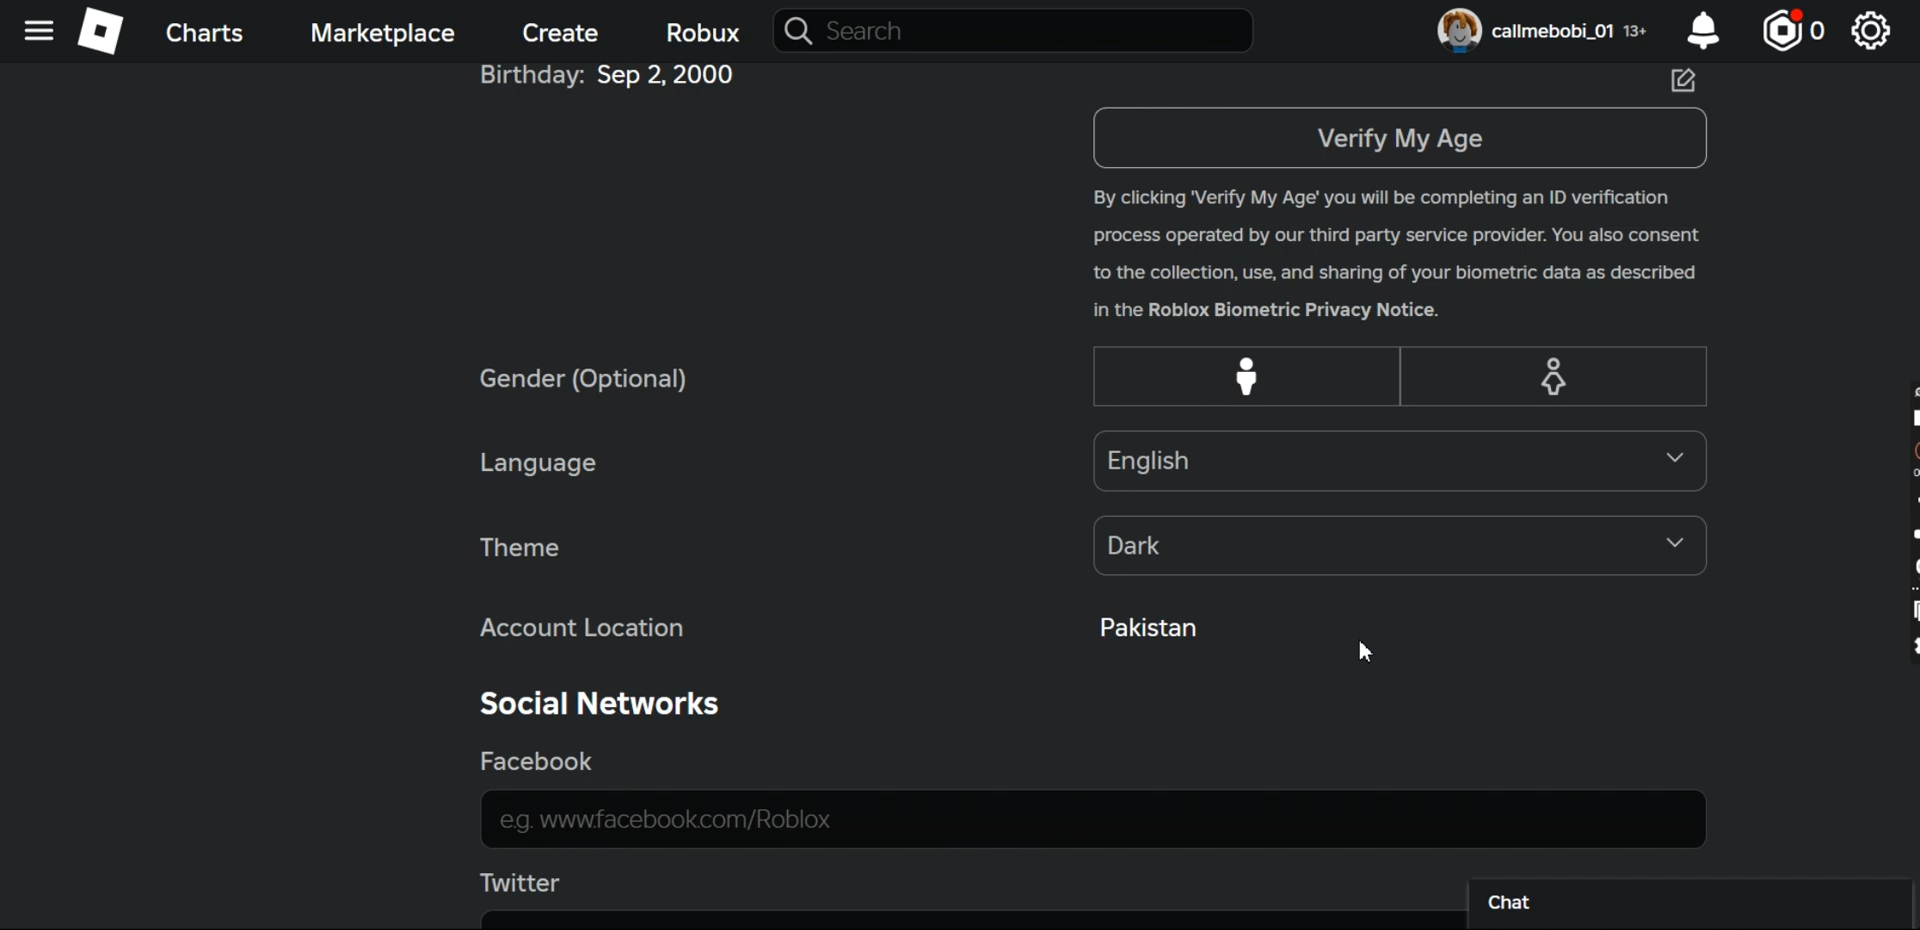 Charts Marketplace Create Robux Search callmebobi_01 13+ 0
Birthday: Sep 2, 2000
Verify My Age
By clicking 'Verify My Age' you will be completing an ID verification
process operated by our third party service provider. You also consent
to the collection, use, and sharing of your biometric data as described
in the Roblox Biometric Privacy Notice.
Gender (Optional)
Language English
Theme Dark
Account Location Pakistan
Social Networks
Facebook
e.g. www.facebook.com/Roblox
Twitter
Chat